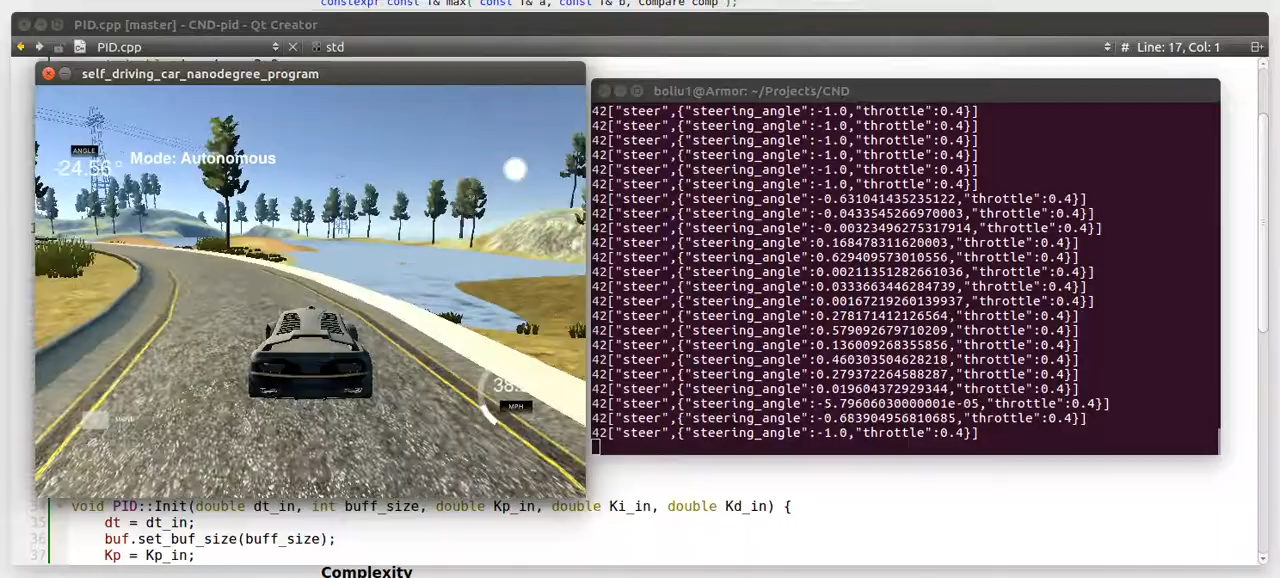 constexpr const T& max( const T& a, const T& b, Compare comp );
PID.cpp [master] - CND-pid - Qt Creator
PID.cpp
std
# Line: 17, Col: 1
self_driving_car_nanodegree_program
ANGLE
-24.56°
Mode: Autonomous
MPH
boliu1@Armor: ~/Projects/CND
42["steer",{"steering_angle":-1.0,"throttle":0.4}]
42["steer",{"steering_angle":-1.0,"throttle":0.4}]
42["steer",{"steering_angle":-1.0,"throttle":0.4}]
42["steer",{"steering_angle":-1.0,"throttle":0.4}]
42["steer",{"steering_angle":-1.0,"throttle":0.4}]
42["steer",{"steering_angle":-1.0,"throttle":0.4}]
42["steer",{"steering_angle":-0.631041435235122,"throttle":0.4}]
42["steer",{"steering_angle":-0.0433545266970003,"throttle":0.4}]
42["steer",{"steering_angle":-0.00323496275317914,"throttle":0.4}]
42["steer",{"steering_angle":0.168478311620003,"throttle":0.4}]
42["steer",{"steering_angle":0.629409573010556,"throttle":0.4}]
42["steer",{"steering_angle":0.00211351282661036,"throttle":0.4}]
42["steer",{"steering_angle":0.0333663446284739,"throttle":0.4}]
42["steer",{"steering_angle":0.00167219260139937,"throttle":0.4}]
42["steer",{"steering_angle":0.278171412126564,"throttle":0.4}]
42["steer",{"steering_angle":0.579092679710209,"throttle":0.4}]
42["steer",{"steering_angle":0.136009268355856,"throttle":0.4}]
42["steer",{"steering_angle":0.460303504628218,"throttle":0.4}]
42["steer",{"steering_angle":0.279372264588287,"throttle":0.4}]
42["steer",{"steering_angle":0.019604372929344,"throttle":0.4}]
42["steer",{"steering_angle":-5.79606030000001e-05,"throttle":0.4}]
42["steer",{"steering_angle":-0.683904956810685,"throttle":0.4}]
42["steer",{"steering_angle":-1.0,"throttle":0.4}]
void PID::Init(double dt_in, int buff_size, double Kp_in, double Ki_in, double Kd_in) {
35 dt = dt_in;
36 buf.set_buf_size(buff_size);
37 Kp = Kp_in;
Complexity